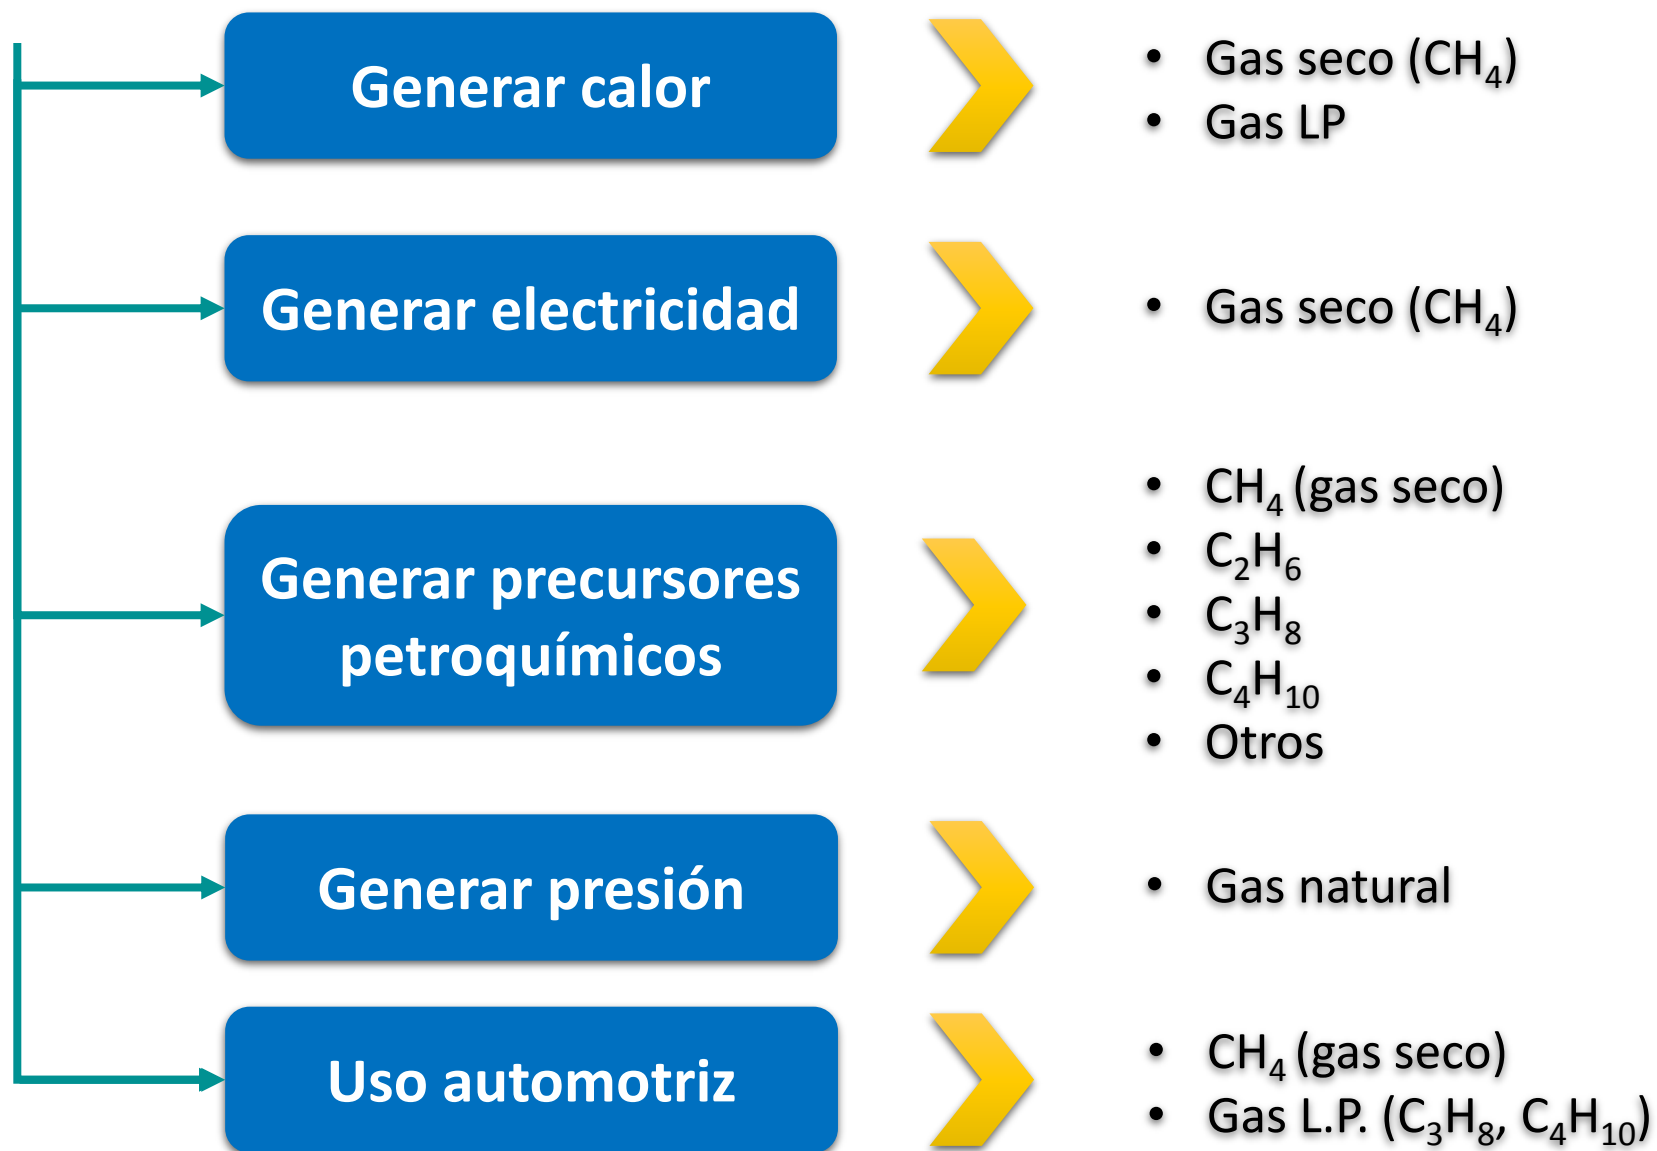 Generar calor
• Gas seco (CH₄)
• Gas LP
Generar electricidad
• Gas seco (CH₄)
Generar precursores
petroquímicos
• CH₄ (gas seco)
• C₂H₆
• C₃H₈
• C₄H₁₀
• Otros
Generar presión
• Gas natural
Uso automotriz
• CH₄ (gas seco)
• Gas L.P. (C₃H₈, C₄H₁₀)